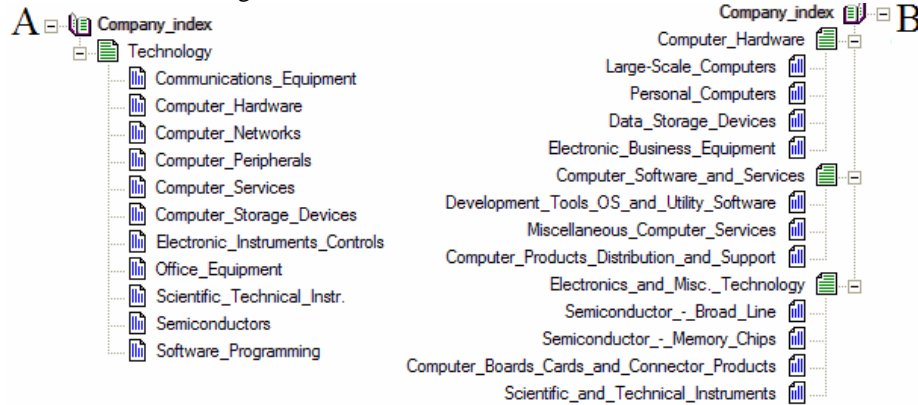 A
Company_index
Technology
Communications_Equipment
Computer_Hardware
Computer_Networks
Computer_Peripherals
Computer_Services
Computer_Storage_Devices
Electronic_Instruments_Controls
Office_Equipment
Scientific_Technical_Instr.
Semiconductors
Software_Programming
Company_index
B
Computer_Hardware
Large-Scale_Computers
Personal_Computers
Data_Storage_Devices
Electronic_Business_Equipment
Computer_Software_and_Services
Development_Tools_OS_and_Utility_Software
Miscellaneous_Computer_Services
Computer_Products_Distribution_and_Support
Electronics_and_Misc._Technology
Semiconductor_-_Broad_Line
Semiconductor_-_Memory_Chips
Computer_Boards_Cards_and_Connector_Products
Scientific_and_Technical_Instruments